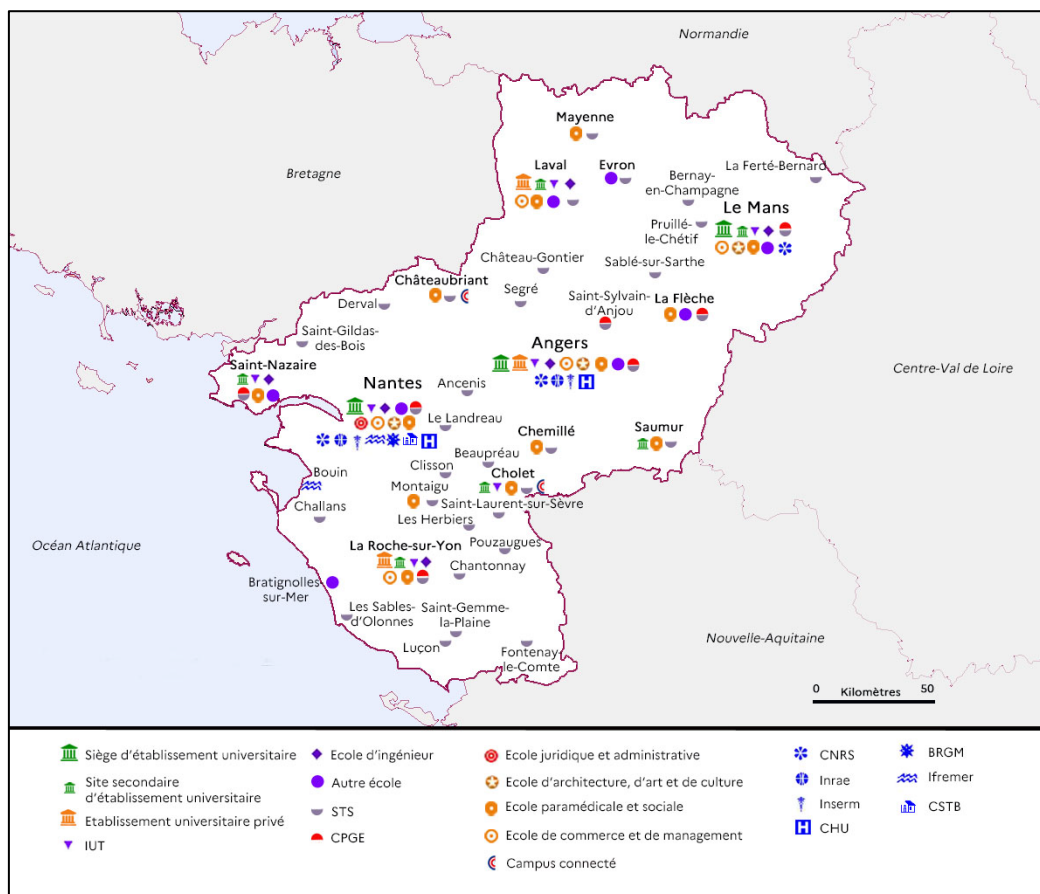 Normandie
Mayenne
Bretagne
Laval
Evron
La Ferté-Bernard
Bernay-
en-Champagne
Le Mans
Pruillé-
le-Chétif
Château-Gontier
Sablé-sur-Sarthe
Châteaubriant
Segré
Saint-Sylvain-
d'Anjou
La Flèche
Derval
Saint-Gildas-
des-Bois
Angers
Saint-Nazaire
Centre-Val de Loire
Nantes
Ancenis
Le Landreau
Chemillé
Saumur
Beaupréau
Clisson
Bouin
Cholet
Montaigu
Challans
Saint-Laurent-sur-Sèvre
Les Herbiers
Océan Atlantique
La Roche-sur-Yon
Pouzaugues
Chantonnay
Bratignolles-
sur-Mer
Les Sables-
d'Olonnes
Saint-Gemme-
la-Plaine
Luçon
Fontenay-
le-Comte
Nouvelle-Aquitaine
0 Kilomètres 50
Siège d'établissement universitaire
Site secondaire
d'établissement universitaire
Etablissement universitaire privé
IUT
Ecole d'ingénieur
Autre école
STS
CPGE
Ecole juridique et administrative
Ecole d'architecture, d'art et de culture
Ecole paramédicale et sociale
Ecole de commerce et de management
Campus connecté
CNRS
Inrae
Inserm
CHU
BRGM
Ifremer
CSTB